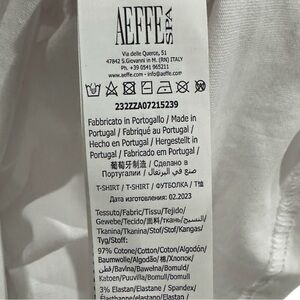 AEFFE SPA
Via delle Querce, 51
47842 S.Giovanni in M. (RN) ITALY
Ph. +39 0541 965211
www.aeffe.com - info@aeffe.com
232ZZA07215239
Fabbricato in Portogallo / Made in
Portugal / Fabriqué au Portugal /
Hecho en Portugal / Hergestellt in
Portugal / Fabricado em Portugal /
葡萄牙制造 / Сделано в
Португалии / صنع في البرتغال
T-SHIRT / T-SHIRT / ФУТБОЛКА / T恤
Дата изготовления: 02.2023
Tessuto/Fabric/Tissu/Tejido/
Gewebe/Tecido/面料/Ткань/النسيج/
Tkanina/Tkanina/Stof/Stof/Kangas/
Tyg/Stoff:
97% Cotone/Cotton/Coton/Algodón/
Baumwolle/Algodão/棉/Хлопок/
قطن/Bavlna/Bawełna/Bomuld/
Katoen/Puuvilla/Bomull/Bomull
3% Elastan/Elastane / Spandex/